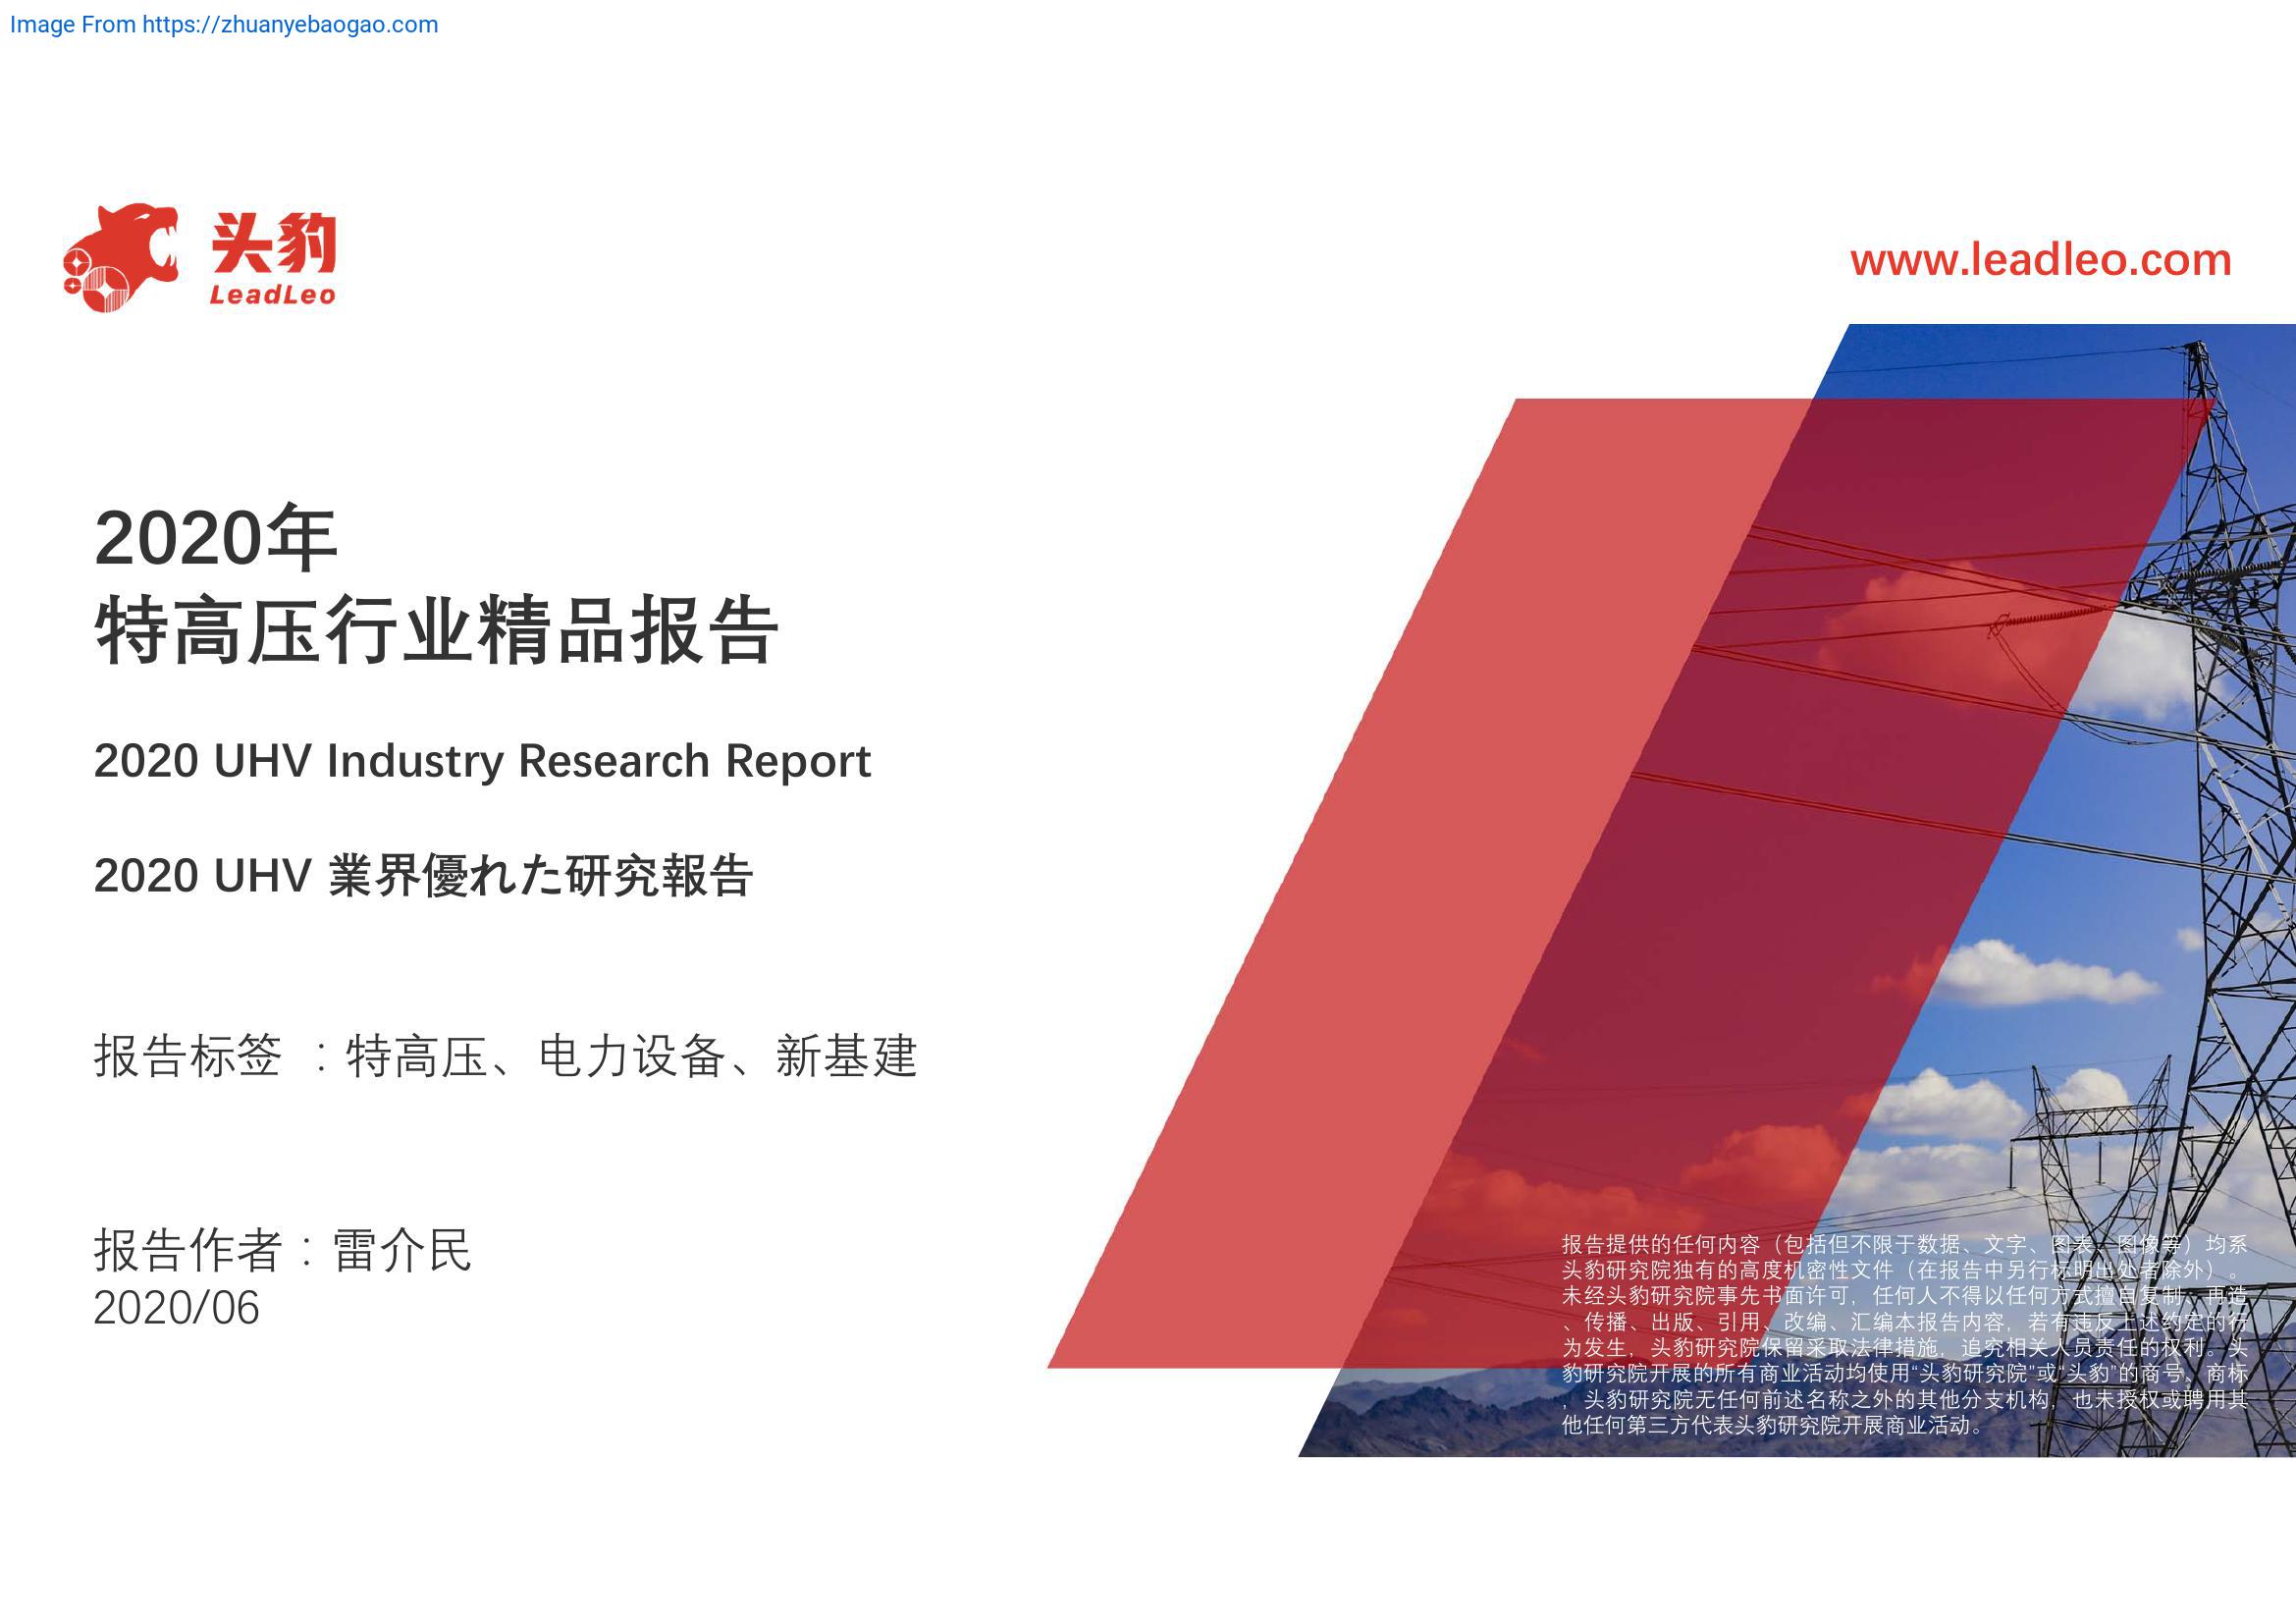 Image From https://zhuanyebaogao.com
头豹
LeadLeo
www.leadleo.com
2020年
特高压行业精品报告
2020 UHV Industry Research Report
2020 UHV 業界優れた研究報告
报告标签 ：特高压、电力设备、新基建
报告作者：雷介民
2020/06
报告提供的任何内容（包括但不限于数据、文字、图表、图像等）均系
头豹研究院独有的高度机密性文件（在报告中另行标明出处者除外）。
未经头豹研究院事先书面许可，任何人不得以任何方式擅自复制、再造
、传播、出版、引用、改编、汇编本报告内容，若有违反上述约定的行
为发生，头豹研究院保留采取法律措施，追究相关人员责任的权利。头
豹研究院开展的所有商业活动均使用“头豹研究院”或“头豹”的商号、商标
，头豹研究院无任何前述名称之外的其他分支机构，也未授权或聘用其
他任何第三方代表头豹研究院开展商业活动。